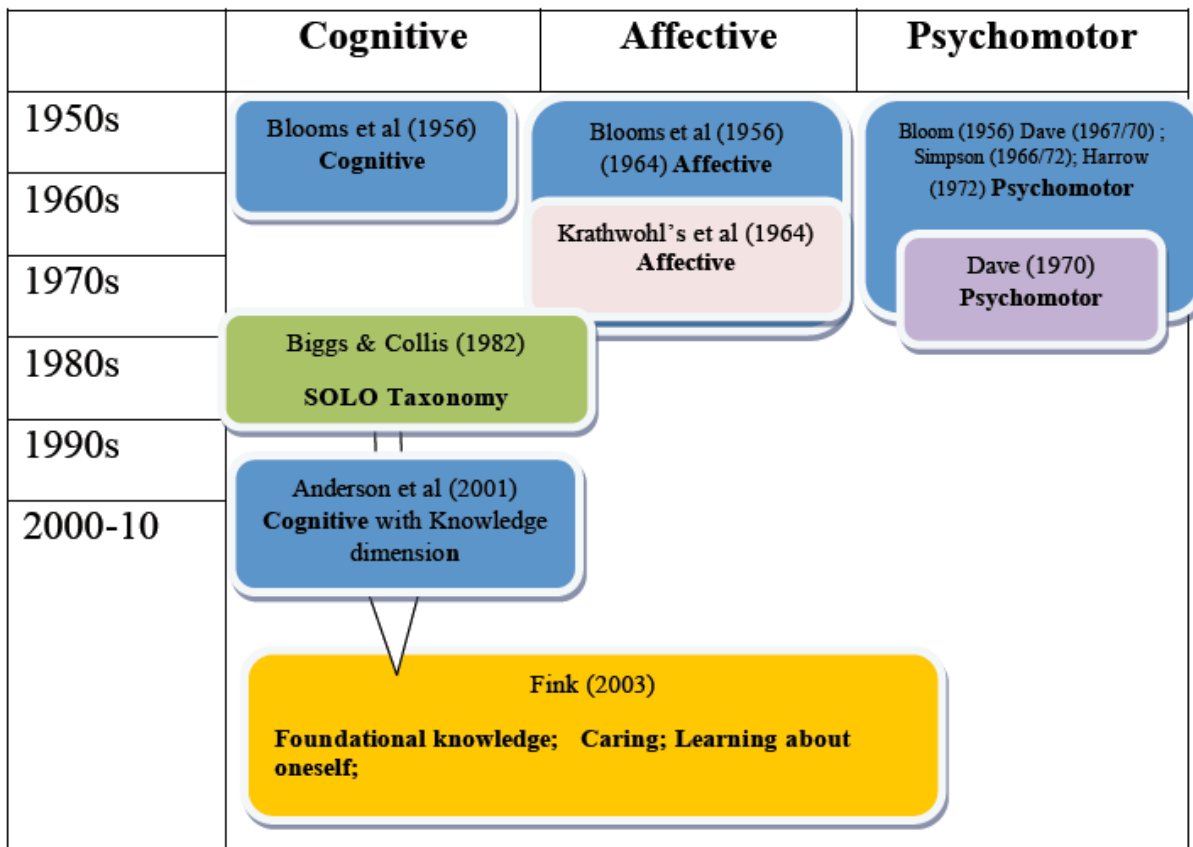 Cognitive Affective Psychomotor
1950s
Blooms et al (1956)
Cognitive
Blooms et al (1956)
(1964) Affective
Bloom (1956) Dave (1967/70) ;
Simpson (1966/72); Harrow
(1972) Psychomotor
1960s
Krathwohl’s et al (1964)
Affective
1970s
Dave (1970)
Psychomotor
1980s
Biggs & Collis (1982)
SOLO Taxonomy
1990s
Anderson et al (2001)
Cognitive with Knowledge
dimension
2000-10
Fink (2003)
Foundational knowledge; Caring; Learning about
oneself;